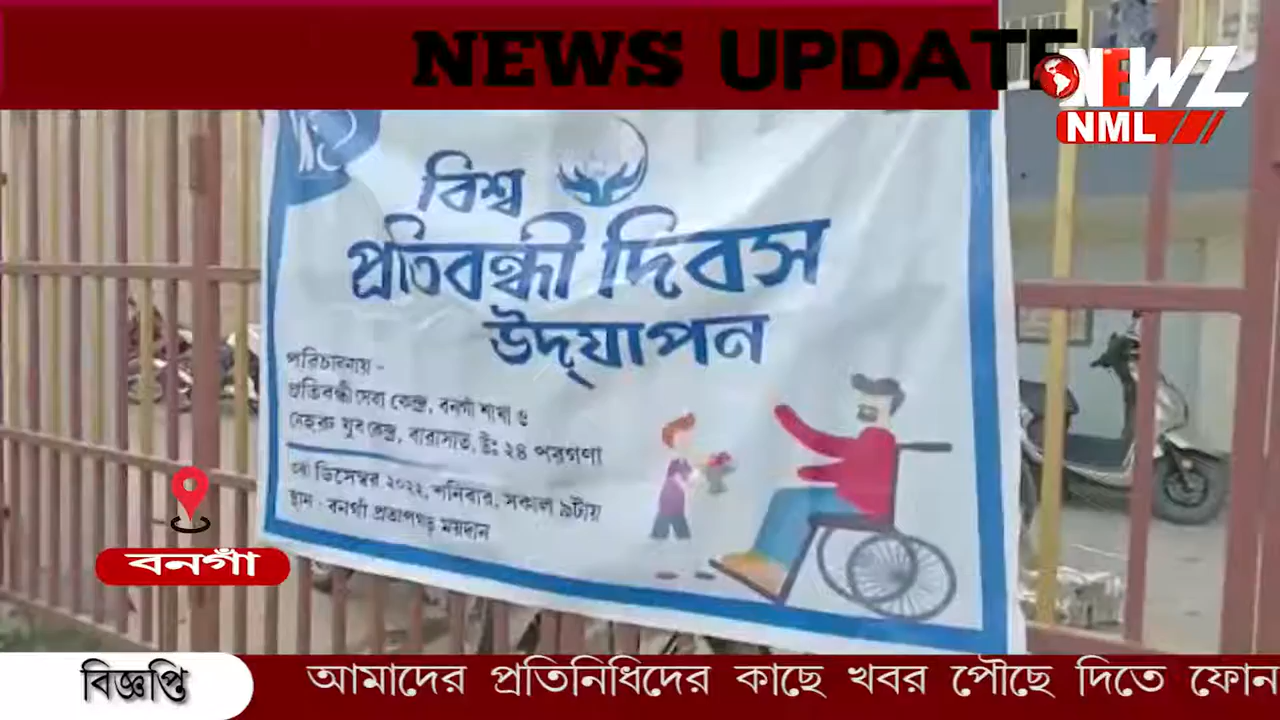 NEWS UPDATE
NEWZ
NML
বিশ্ব
প্রতিবন্ধী দিবস
উদ্‌যাপন
পরিচালনায় -
প্রতিবন্ধী সেবা কেন্দ্র, বনগাঁ শাখা ও
নেহরু যুব কেন্দ্র, বারাসাত, উঃ ২৪ পরগণা
৩রা ডিসেম্বর ২০২২, শনিবার, সকাল ৯টায়
স্থান - বনগাঁ প্রতাপগড় ময়দান
বনগাঁ
বিজ্ঞপ্তি
আমাদের প্রতিনিধিদের কাছে খবর পৌছে দিতে ফোন